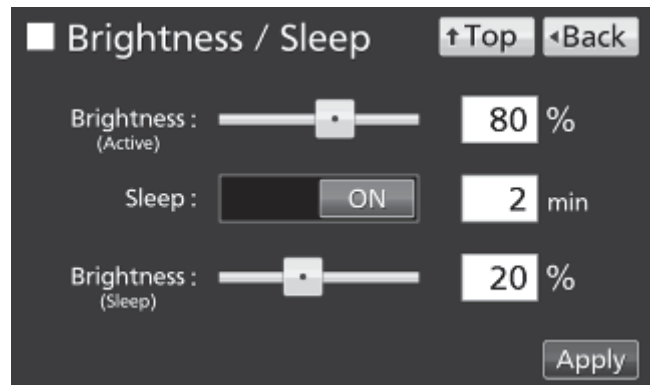 Brightness / Sleep
↑Top
◂Back
Brightness : 80 %
(Active)
Sleep : ON 2 min
Brightness : 20 %
(Sleep)
Apply